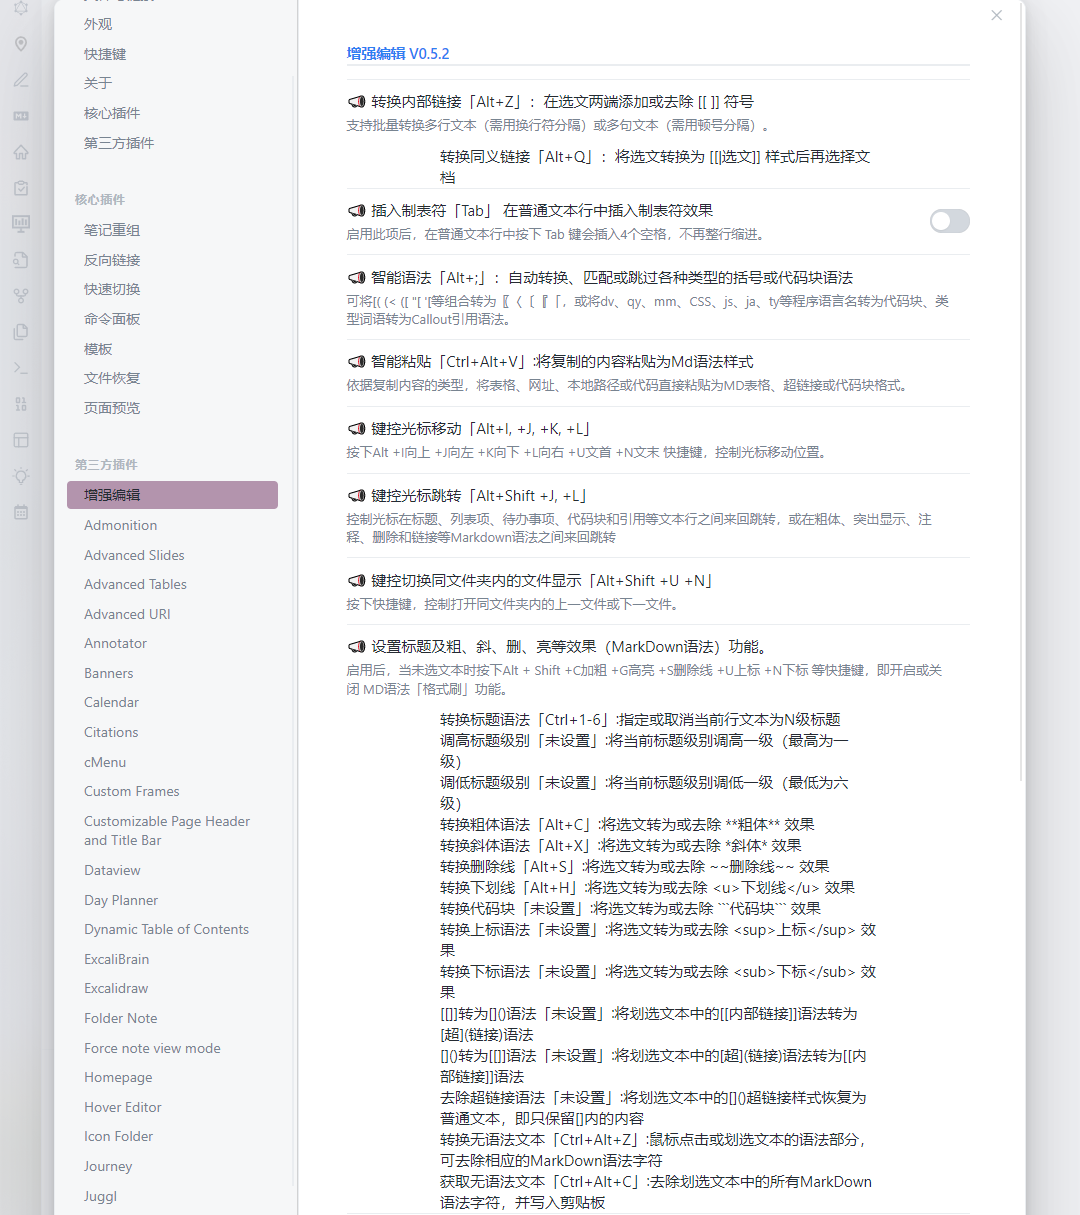 外观
快捷键
关于
核心插件
第三方插件
核心插件
笔记重组
反向链接
快速切换
命令面板
模板
文件恢复
页面预览
第三方插件
增强编辑
Admonition
Advanced Slides
Advanced Tables
Advanced URI
Annotator
Banners
Calendar
Citations
cMenu
Custom Frames
Customizable Page Header
and Title Bar
Dataview
Day Planner
Dynamic Table of Contents
ExcaliBrain
Excalidraw
Folder Note
Force note view mode
Homepage
Hover Editor
Icon Folder
Journey
Juggl
增强编辑 V0.5.2
转换内部链接「Alt+Z」：在选文两端添加或去除 [[ ]] 符号
支持批量转换多行文本（需用换行符分隔）或多句文本（需用顿号分隔）。
转换同义链接「Alt+Q」：将选文转换为 [[|选文]] 样式后再选择文
档
插入制表符「Tab」 在普通文本行中插入制表符效果
启用此项后，在普通文本行中按下 Tab 键会插入4个空格，不再整行缩进。
智能语法「Alt+;」：自动转换、匹配或跳过各种类型的括号或代码块语法
可将[( (< ([ "[ '[等组合转为〖〈〔〚「，或将dv、qy、mm、CSS、js、ja、ty等程序语言名转为代码块、类
型词语转为Callout引用语法。
智能粘贴「Ctrl+Alt+V」:将复制的内容粘贴为Md语法样式
依据复制内容的类型，将表格、网址、本地路径或代码直接粘贴为MD表格、超链接或代码块格式。
键控光标移动「Alt+I, +J, +K, +L」
按下Alt +I向上 +J向左 +K向下 +L向右 +U文首 +N文末 快捷键，控制光标移动位置。
键控光标跳转「Alt+Shift +J, +L」
控制光标在标题、列表项、待办事项、代码块和引用等文本行之间来回跳转，或在粗体、突出显示、注
释、删除和链接等Markdown语法之间来回跳转
键控切换同文件夹内的文件显示「Alt+Shift +U +N」
按下快捷键，控制打开同文件夹内的上一文件或下一文件。
设置标题及粗、斜、删、亮等效果（MarkDown语法）功能。
启用后，当未选文本时按下Alt + Shift +C加粗 +G高亮 +S删除线 +U上标 +N下标 等快捷键，即开启或关
闭 MD语法「格式刷」功能。
转换标题语法「Ctrl+1-6」:指定或取消当前行文本为N级标题
调高标题级别「未设置」:将当前标题级别调高一级（最高为一
级）
调低标题级别「未设置」:将当前标题级别调低一级（最低为六
级）
转换粗体语法「Alt+C」:将选文转为或去除 **粗体** 效果
转换斜体语法「Alt+X」:将选文转为或去除 *斜体* 效果
转换删除线「Alt+S」:将选文转为或去除 ~~删除线~~ 效果
转换下划线「Alt+H」:将选文转为或去除 <u>下划线</u> 效果
转换代码块「未设置」:将选文转为或去除 ```代码块``` 效果
转换上标语法「未设置」:将选文转为或去除 <sup>上标</sup> 效
果
转换下标语法「未设置」:将选文转为或去除 <sub>下标</sub> 效
果
[[]]转为[]()语法「未设置」:将划选文本中的[[内部链接]]语法转为
[超](链接)语法
[]()转为[[]]语法「未设置」:将划选文本中的[超](链接)语法转为[[内
部链接]]语法
去除超链接语法「未设置」:将划选文本中的[]()超链接样式恢复为
普通文本，即只保留[]内的内容
转换无语法文本「Ctrl+Alt+Z」:鼠标点击或划选文本的语法部分，
可去除相应的MarkDown语法字符
获取无语法文本「Ctrl+Alt+C」:去除划选文本中的所有MarkDown
语法字符，并写入剪贴板